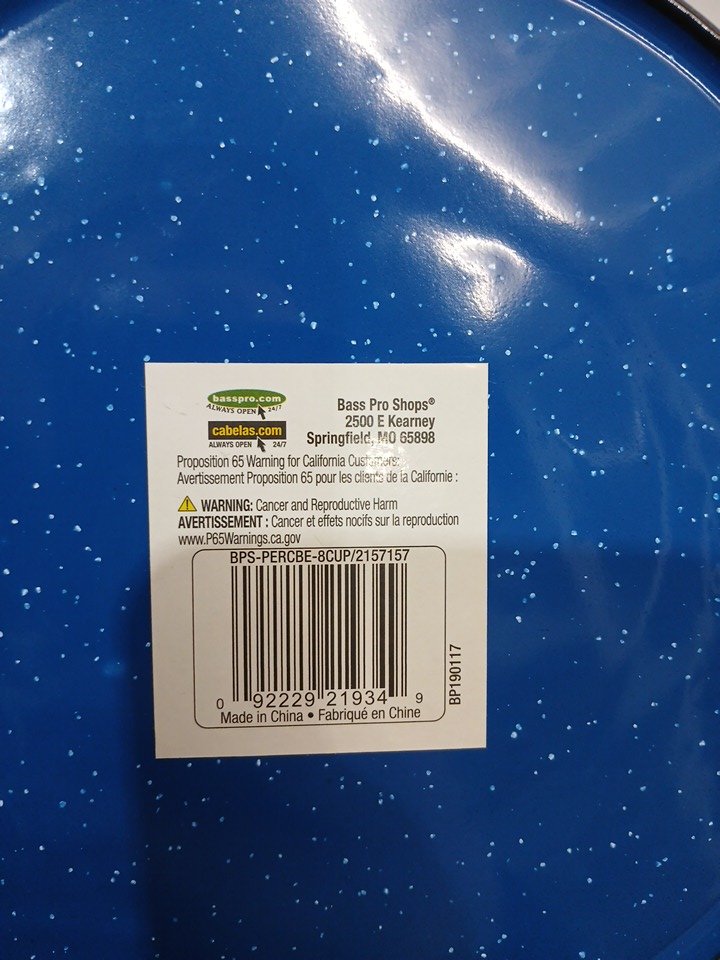 basspro.com
ALWAYS OPEN 24/7
cabelas.com
ALWAYS OPEN 24/7
Bass Pro Shops®
2500 E Kearney
Springfield, MO 65898
Proposition 65 Warning for California Customers:
Avertissement Proposition 65 pour les clients de la Californie :
WARNING: Cancer and Reproductive Harm
AVERTISSEMENT : Cancer et effets nocifs sur la reproduction
www.P65Warnings.ca.gov
BPS-PERCBE-8CUP/2157157
0 92229 21934 9
Made in China • Fabriqué en Chine
BP190117